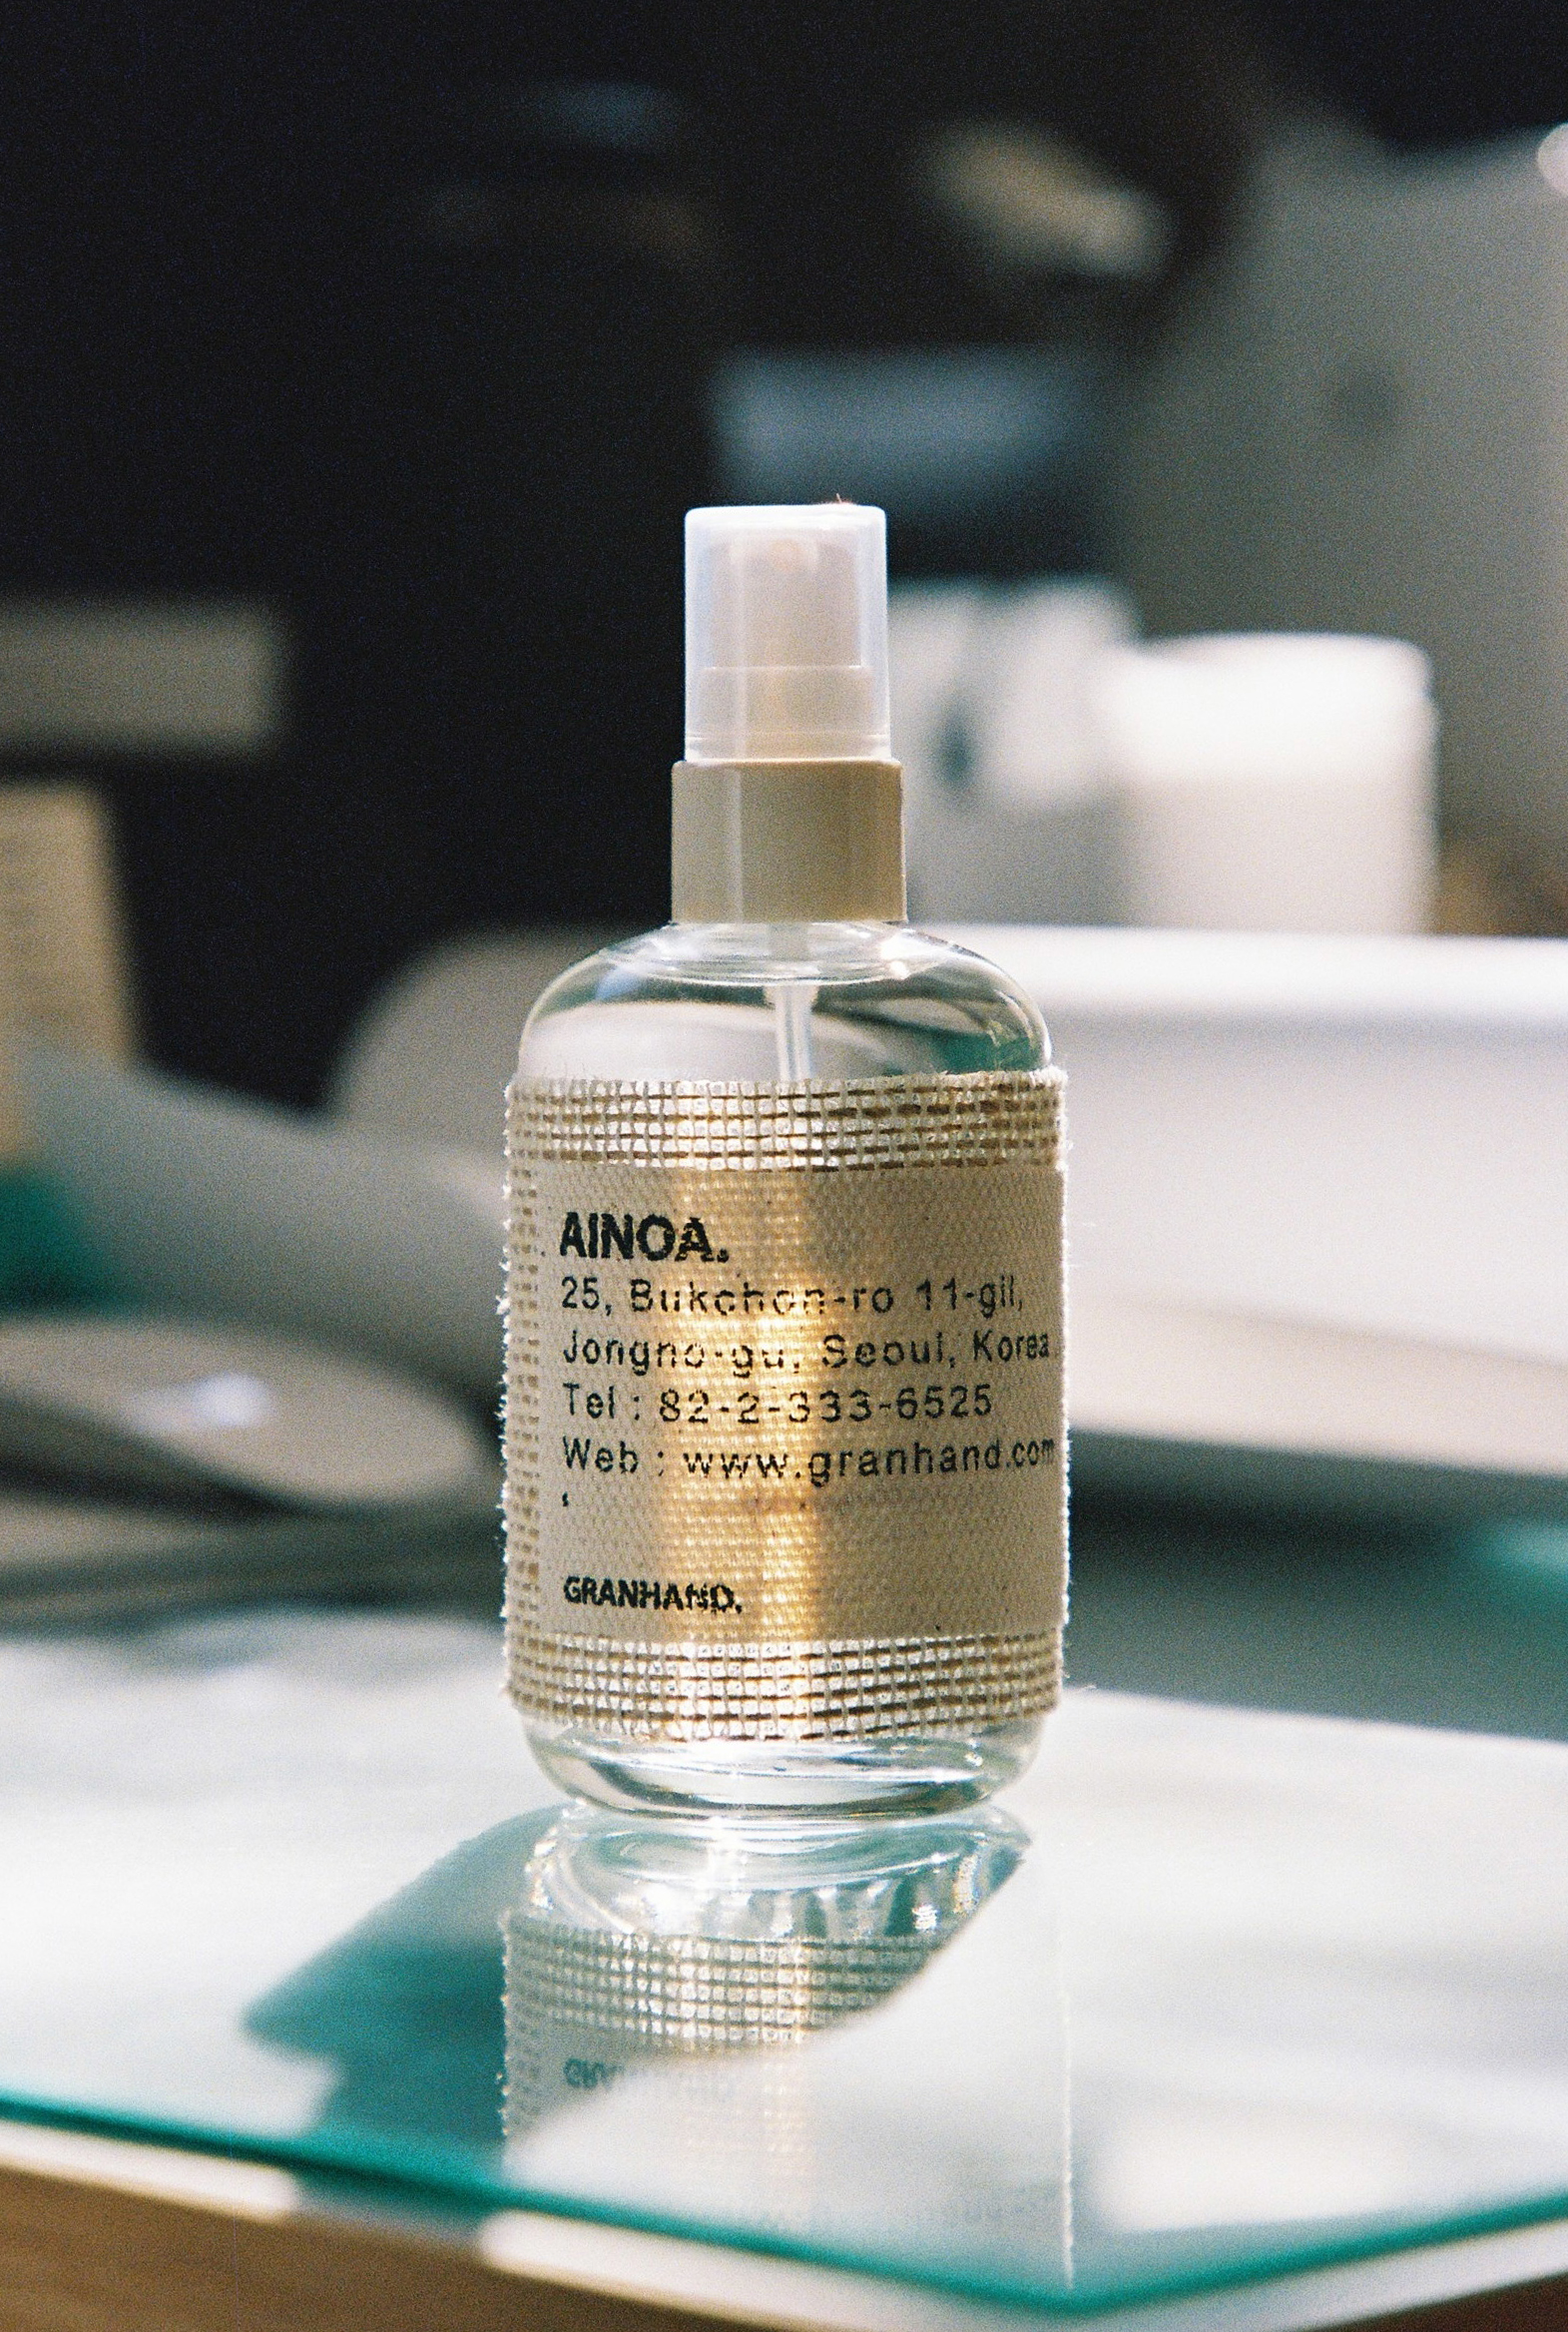 AINOA.
25, Bukchon-ro 11-gil,
Jongno-gu, Seoul, Korea
Tel : 82-2-333-6525
Web : www.granhand.com
GRANHAND.